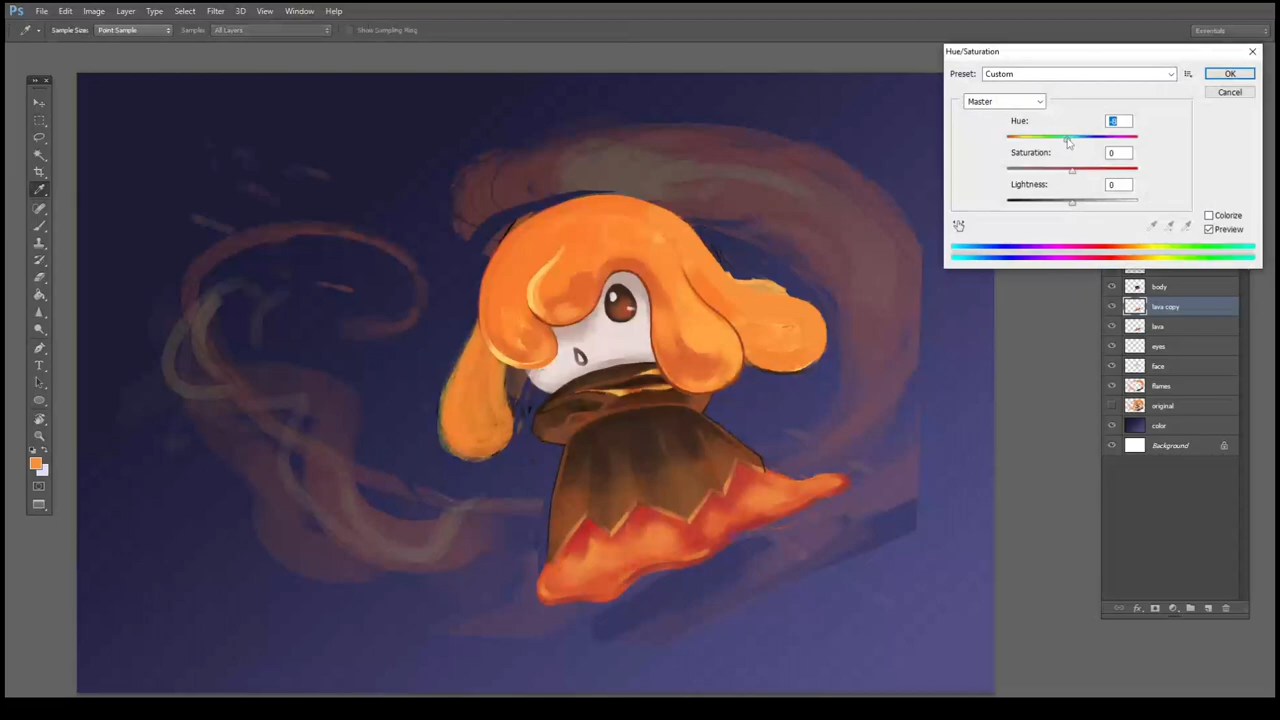 Ps File Edit Image Layer Type Select Filter 3D View Window Help
Sample Size: Point Sample Sample: All Layers Show Sampling Ring Essentials
Hue/Saturation
Preset: Custom OK
Cancel
Master
Hue: -8
Saturation: 0
Lightness: 0
Colorize
Preview
body
lava copy
lava
eyes
face
flames
original
color
Background